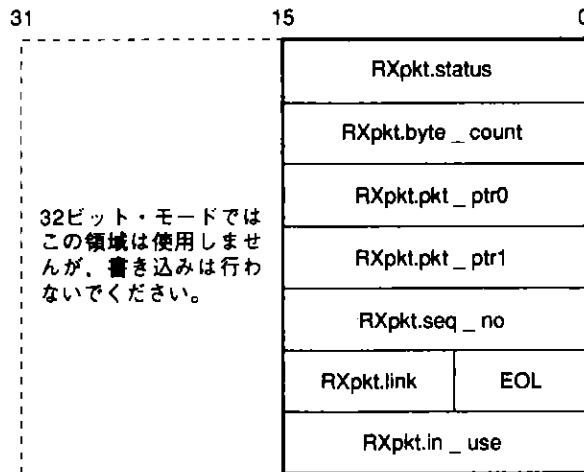 31 15 0
RXpkt.status
RXpkt.byte _ count
RXpkt.pkt _ ptr0
32ビット・モードでは
この領域は使用しませ
んが、書き込みは行わ
ないでください。
RXpkt.pkt _ ptr1
RXpkt.seq _ no
RXpkt.link EOL
RXpkt.in _ use